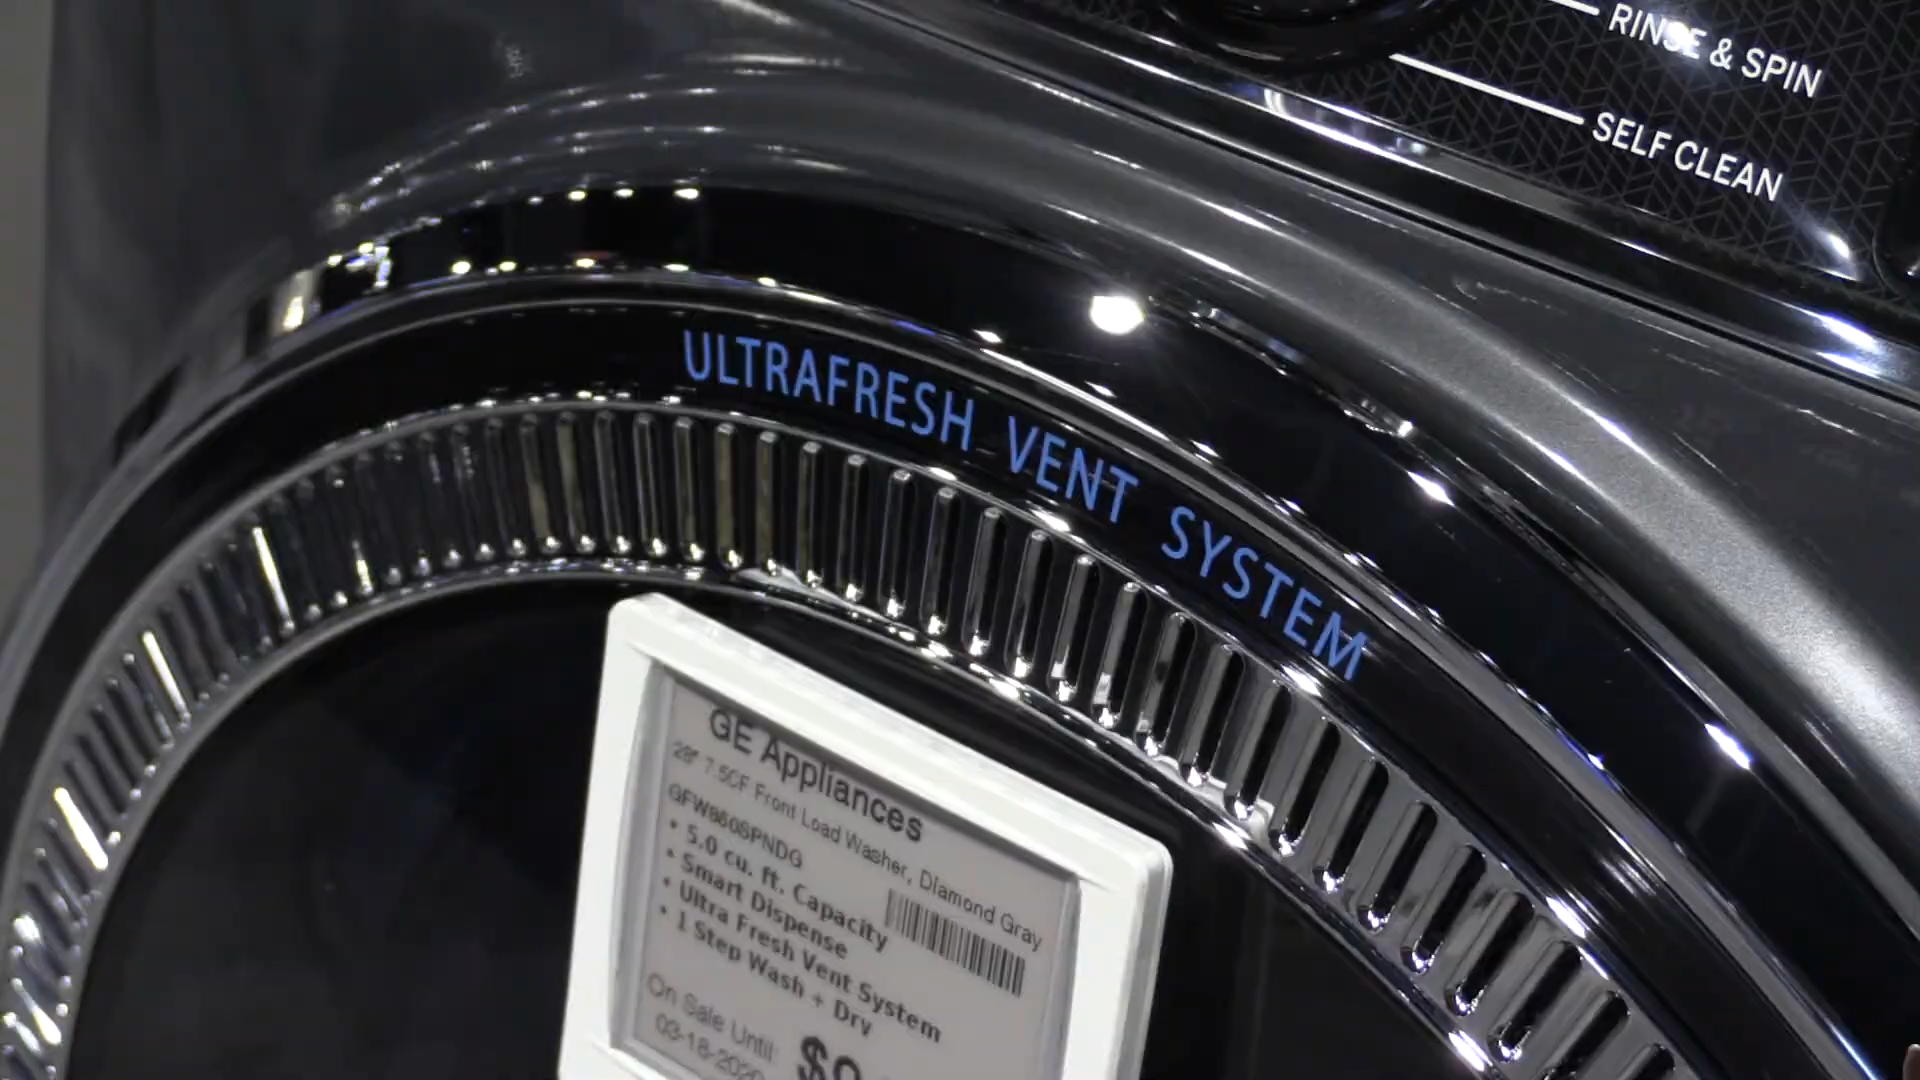 RINSE & SPIN
SELF CLEAN
ULTRAFRESH VENT SYSTEM
GE Appliances
28" 7.5CF Front Load Washer, Diamond Gray
GFW860SPNDG
• 5.0 cu. ft. Capacity
• Smart Dispense
• Ultra Fresh Vent System
• 1 Step Wash + Dry
On Sale Until:
03-18-2020